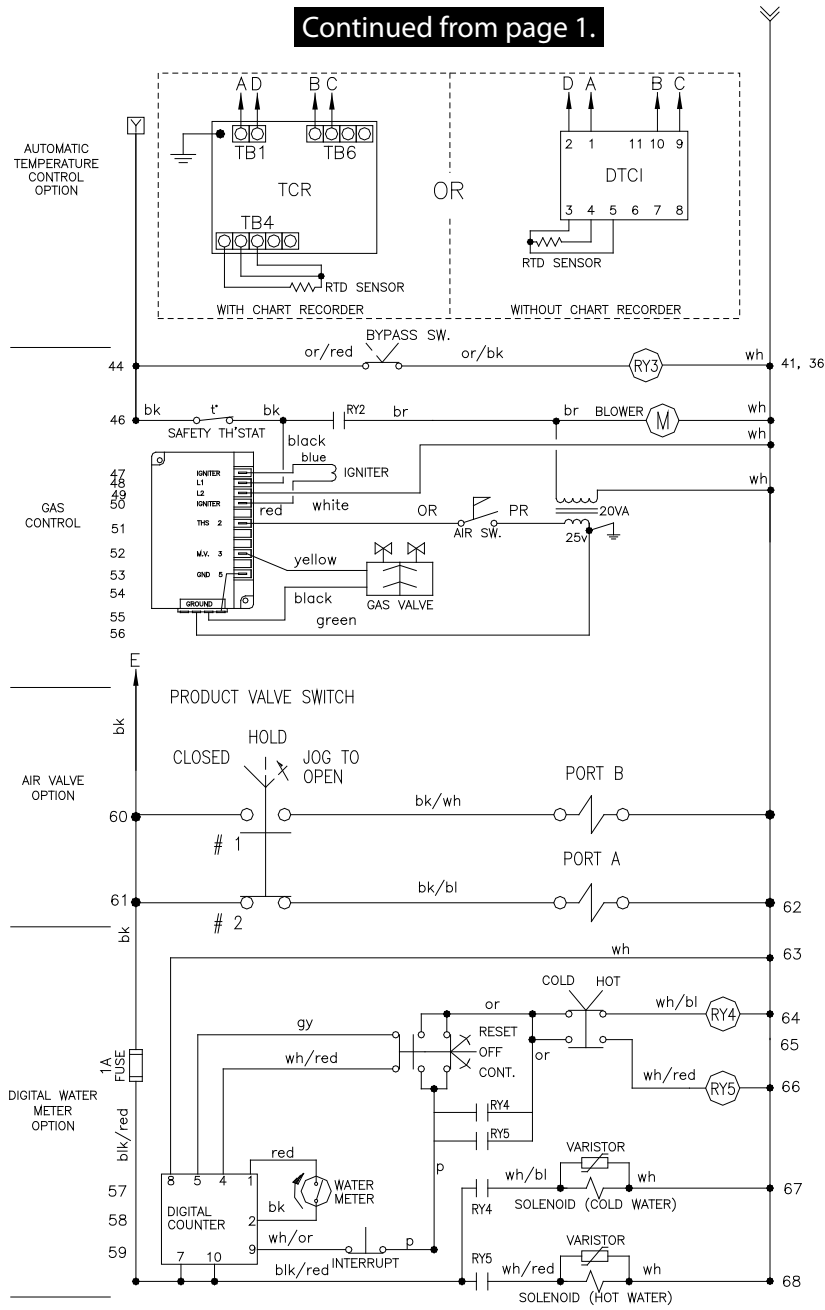 Continued from page 1.
A D B C
D A B C
Y
TB1
TB6
2 1 11 10 9
AUTOMATIC
TEMPERATURE
CONTROL
OPTION
TCR
OR
DTCI
TB4
3 4 5 6 7 8
RTD SENSOR
RTD SENSOR
WITH CHART RECORDER
WITHOUT CHART RECORDER
BYPASS SW.
or/red
or/bk
wh
44
RY3
41, 36
46
bk
t°
bk
RY2
br
br
BLOWER
M
wh
SAFETY TH'STAT
black
wh
blue
47
IGNITER
IGNITER
48
L1
wh
49
L2
50
IGNITER
red
white
GAS
CONTROL
51
THS 2
OR
PR
20VA
AIR SW.
25v
52
M.V. 3
yellow
53
GND 5
54
black
GAS VALVE
GROUND
55
green
56
E
PRODUCT VALVE SWITCH
bk
HOLD
CLOSED
JOG TO
OPEN
AIR VALVE
OPTION
PORT B
60
bk/wh
# 1
PORT A
61
bk/bl
62
# 2
bk
wh
63
COLD
HOT
or
wh/bl
RY4
64
gy
RESET
65
1A
FUSE
wh/red
OFF
or
CONT.
wh/red
RY5
66
DIGITAL WATER
METER
OPTION
RY4
RY5
blk/red
red
p
VARISTOR
8 5 4 1
wh/bl
wh
57
WATER
METER
67
RY4
SOLENOID (COLD WATER)
DIGITAL
COUNTER
58
2
bk
wh/or
59
9
p
VARISTOR
7 10
INTERRUPT
RY5
wh/red
wh
blk/red
68
SOLENOID (HOT WATER)